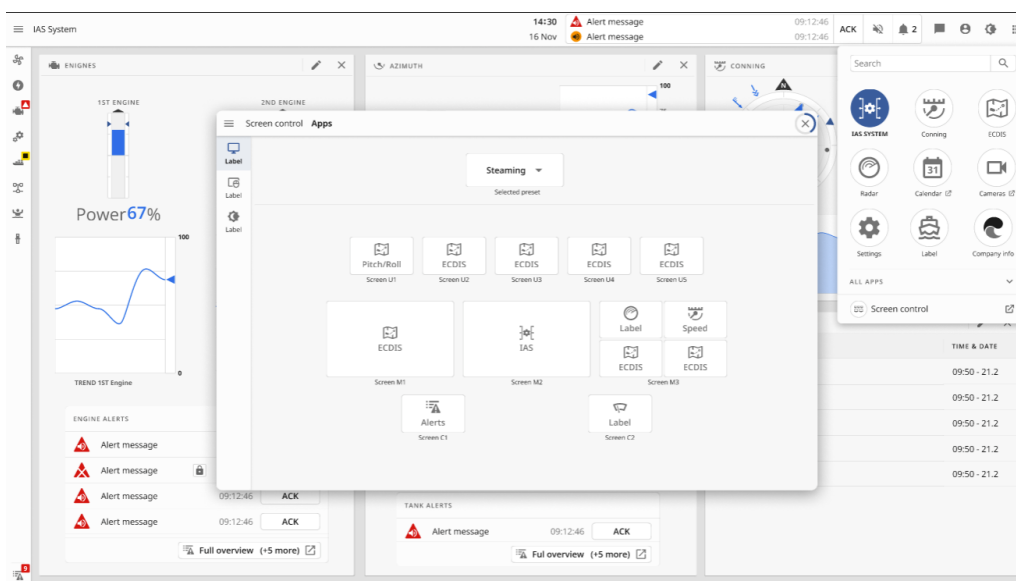 IAS System
14:30
16 Nov
Alert message 09:12:46
Alert message 09:12:46
ACK
2
ENIGNES
AZIMUTH
CONNING
1ST ENGINE
2ND ENGINE
Power67%
100
0
TREND 1ST Engine
100
N
ENGINE ALERTS
Alert message
Alert message
Alert message 09:12:46 ACK
Alert message 09:12:46 ACK
Full overview (+5 more)
9
Screen control Apps
Label
Label
Label
Steaming
Selected preset
Pitch/Roll
Screen U1
ECDIS
Screen U2
ECDIS
Screen U3
ECDIS
Screen U4
ECDIS
Screen U5
ECDIS
Screen M1
IAS
Screen M2
Label
Speed
ECDIS
ECDIS
Screen M3
Alerts
Screen C1
Label
Screen C2
TANK ALERTS
Alert message 09:12:46 ACK
Ful overview (+5 more)
Search
IAS SYSTEM
Conning
ECDIS
Radar
31
Calendar
Cameras
Settings
Label
Company info
ALL APPS
Screen control
TIME & DATE
09:50 - 21.2
09:50 - 21.2
09:50 - 21.2
09:50 - 21.2
09:50 - 21.2